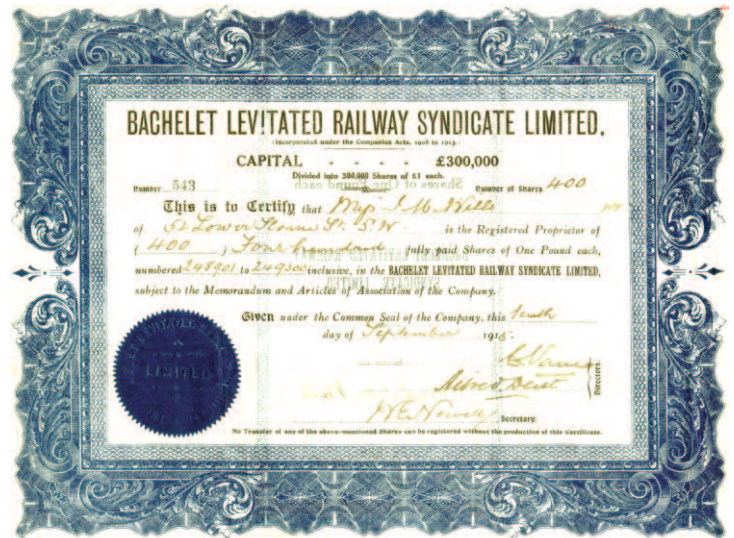 BACHELET LEVITATED RAILWAY SYNDICATE LIMITED.
(Incorporated under the Companies Acts, 1908 to 1913.)
CAPITAL - - - - £300,000
Divided into 300,000 Shares of £1 each.
Number 543 Number of Shares 400
This is to Certify that Miss J. M. Wells
of Lower Sloane St. S.W is the Registered Proprietor of
(400) Four hundred fully paid Shares of One Pound each,
numbered 248901 to 249300 inclusive, in the BACHELET LEVITATED RAILWAY SYNDICATE LIMITED,
subject to the Memorandum and Articles of Association of the Company.
Given under the Common Seal of the Company, this tenth
day of September 1915.
Directors.
Secretary.
No Transfer of any of the above-mentioned Shares can be registered without the production of this Certificate.
LIMITED